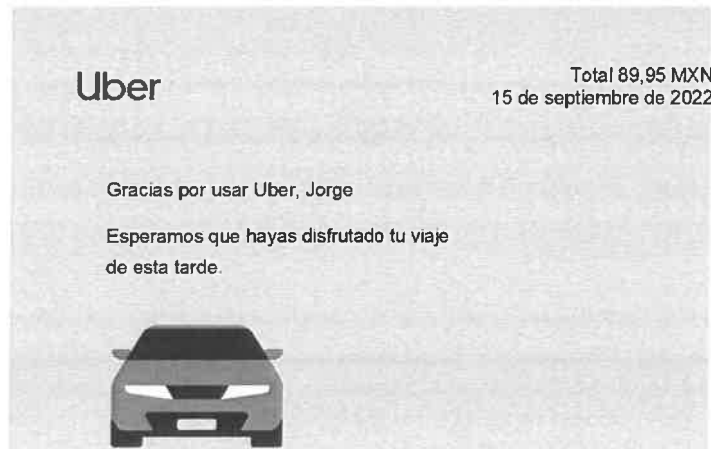 Uber
Total 89,95 MXN
15 de septiembre de 2022
Gracias por usar Uber, Jorge
Esperamos que hayas disfrutado tu viaje
de esta tarde.